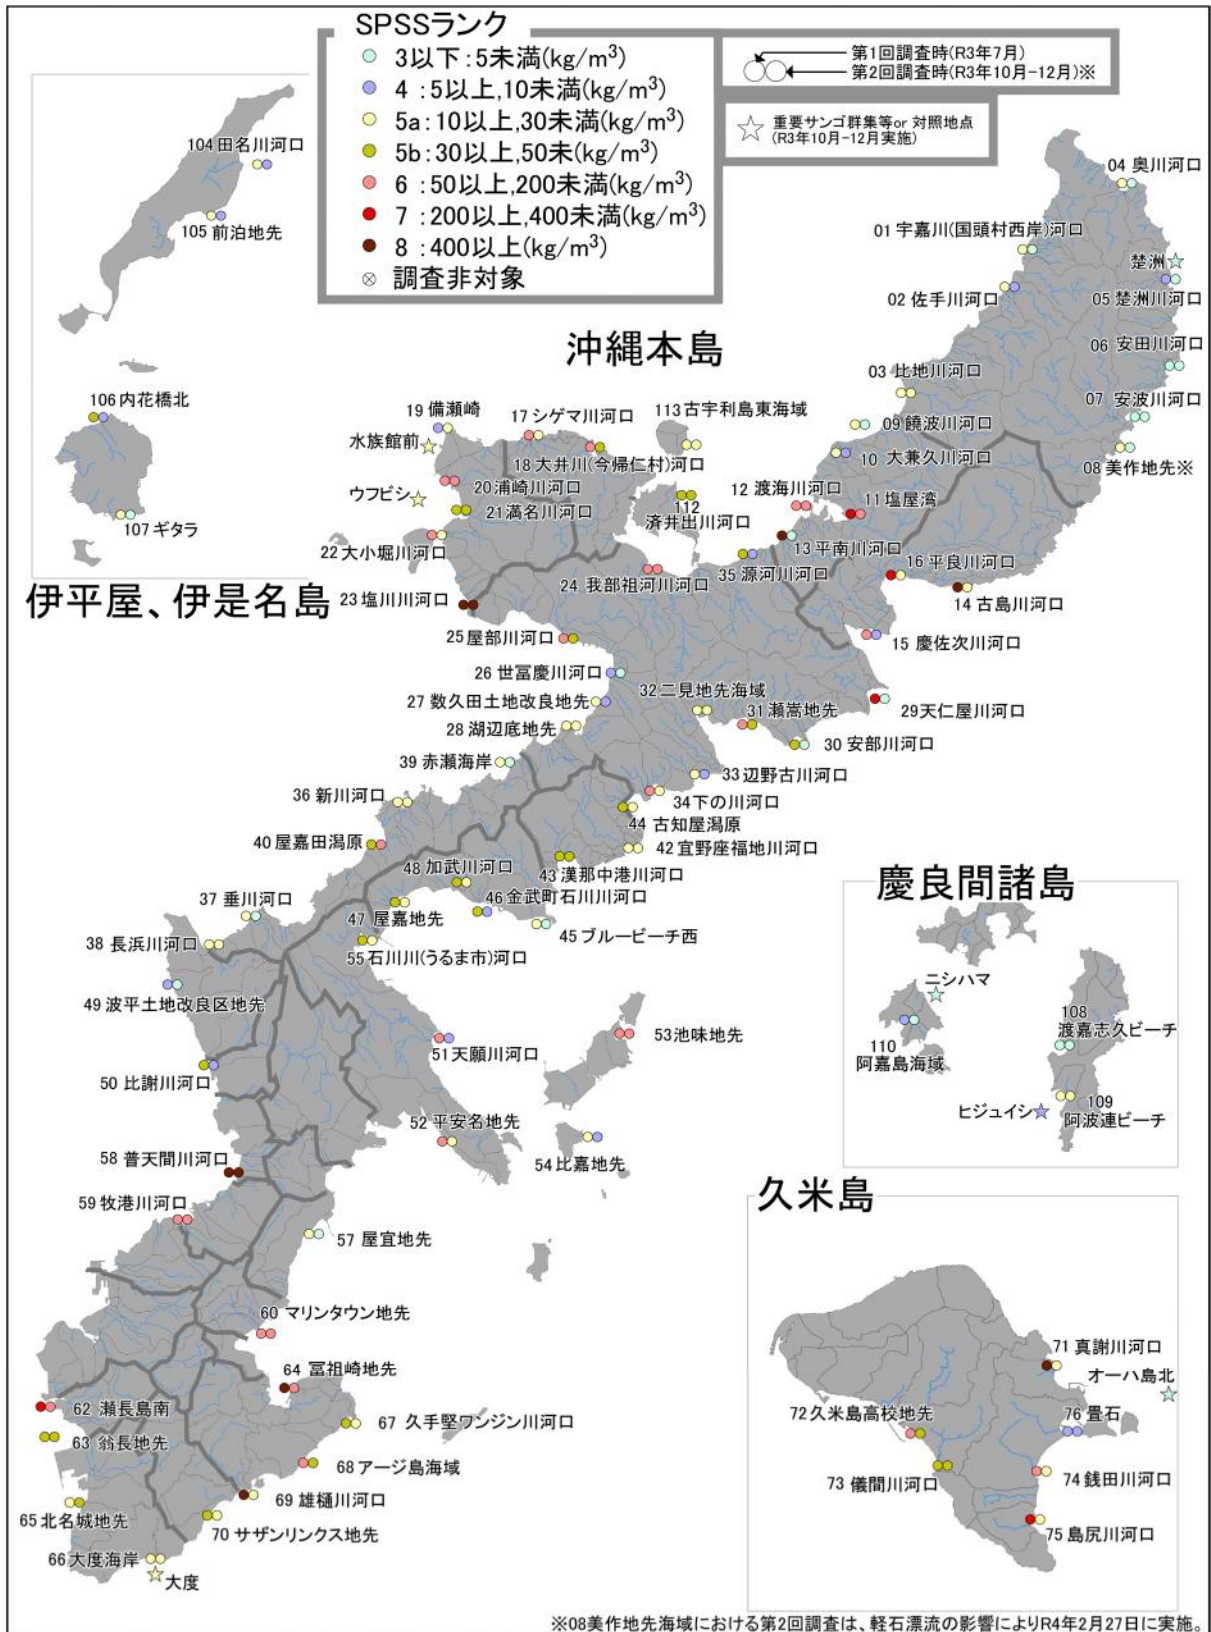 SPSSランク
3以下:5未満(kg/m³)
4 :5以上,10未満(kg/m³)
5a:10以上,30未満(kg/m³)
5b:30以上,50未(kg/m³)
6 :50以上,200未満(kg/m³)
7 :200以上,400未満(kg/m³)
8 :400以上(kg/m³)
調査非対象
第1回調査時(R3年7月)
第2回調査時(R3年10月-12月)※
重要サンゴ群集等or 対照地点
(R3年10月-12月実施)
104 田名川河口
105 前泊地先
106 内花橋北
107 ギタラ
伊平屋、伊是名島
沖縄本島
04 奥川河口
01 宇嘉川(国頭村西岸)河口
楚洲
05 楚洲川河口
02 佐手川河口
06 安田川河口
03 比地川河口
07 安波川河口
09 饒波川河口
08 美作地先※
10 大兼久川河口
19 備瀬崎
17 シゲマ川河口
113 古宇利島東海域
水族館前
18 大井川(今帰仁村)河口
20 浦崎川河口
12 渡海川河口
11 塩屋湾
ウフビシ
21 満名川河口
112
済井出川河口
22 大小堀川河口
13 平南川河口
35 源河川河口
16 平良川河口
24 我部祖河川河口
14 古島川河口
23 塩川川河口
25 屋部川河口
15 慶佐次川河口
26 世冨慶川河口
32 二見地先海域
27 数久田土地改良地先
31 瀬嵩地先
29 天仁屋川河口
28 湖辺底地先
30 安部川河口
39 赤瀬海岸
33 辺野古川河口
36 新川河口
34 下の川河口
44 古知屋潟原
40 屋嘉田潟原
42 宜野座福地川河口
48 加武川河口
43 漢那中港川河口
46 金武町石川川河口
37 垂川河口
47 屋嘉地先
45 ブルービーチ西
38 長浜川河口
55 石川川(うるま市)河口
49 波平土地改良区地先
51 天願川河口
53 池味地先
50 比謝川河口
52 平安名地先
54 比嘉地先
58 普天間川河口
59 牧港川河口
57 屋宜地先
60 マリンタウン地先
64 冨祖崎地先
62 瀬長島南
67 久手堅ワンジン川河口
63 翁長地先
68 アージ島海域
69 雄樋川河口
65 北名城地先
70 サザンリンクス地先
66 大度海岸
大度
慶良間諸島
ニシハマ
108
渡嘉志久ビーチ
110
阿嘉島海域
ヒジュイシ
109
阿波連ビーチ
久米島
71 真謝川河口
オーハ島北
72 久米島高校地先
76 畳石
73 儀間川河口
74 銭田川河口
75 島尻川河口
※08美作地先海域における第2回調査は、軽石漂流の影響によりR4年2月27日に実施。